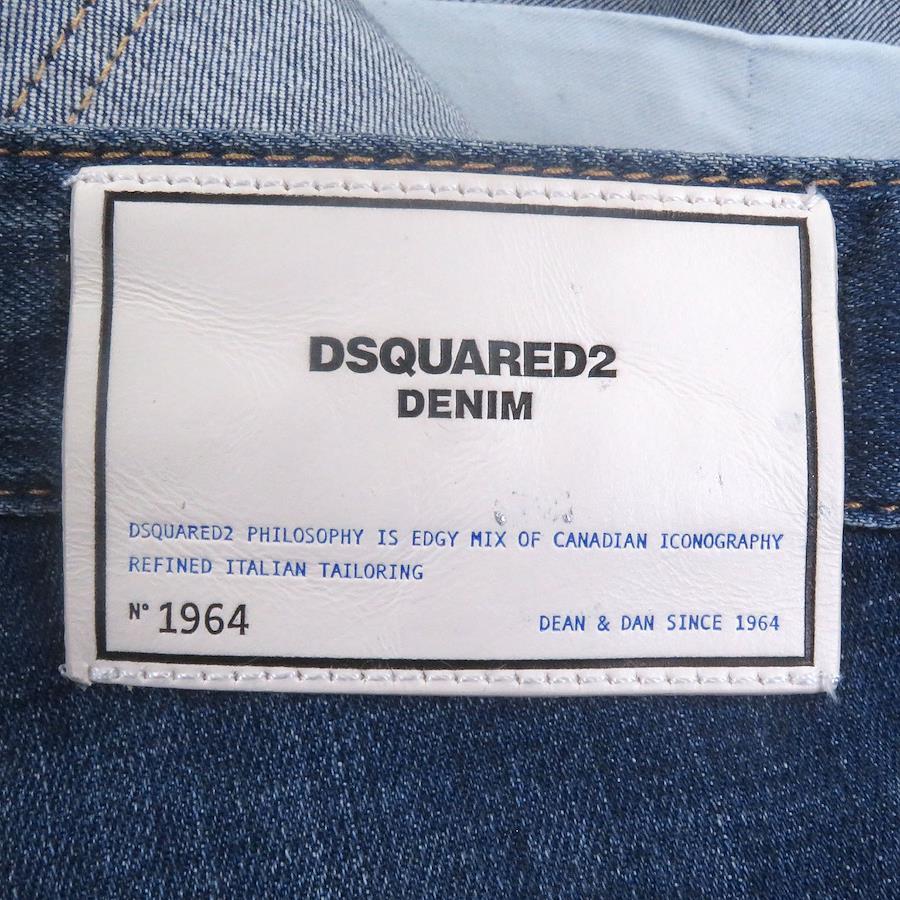 DSQUARED2
DENIM
DSQUARED2 PHILOSOPHY IS EDGY MIX OF CANADIAN ICONOGRAPHY
REFINED ITALIAN TAILORING
N° 1964
DEAN & DAN SINCE 1964